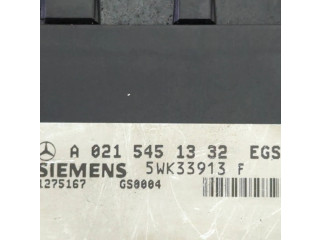 A 021 545 13 32 EGS
SIEMENS 5WK33913 F
1275167 GS0004